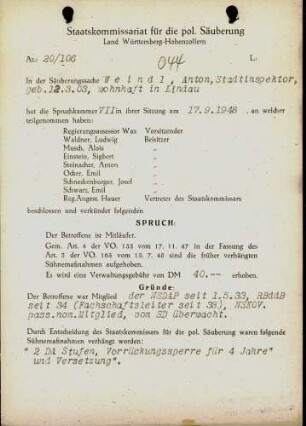 Staatskommissariat für die pol. Säuberung
Land Württemberg-Hohenzollern
Az: 20/106 044 L:
In der Säuberungssache W e i n d l , Anton, Stadtinspektor,
geb. 12.3.03, wohnhaft in Lindau
hat die Spruchkammer VII in ihrer Sitzung am 17.9.1948 , an welcher
teilgenommen haben:
Regierungsassessor Wax Vorsitzender
Waldner, Ludwig Beisitzer
Musch, Alois "
Einstein, Sigbert "
Steinacher, Anton "
Ocker, Emil "
Schneckenburger, Josef "
Schwarz, Emil "
Reg.Angest. Hauer Vertreter des Staatskommissars
beschlossen und verkündet folgenden
SPRUCH:
Der Betroffene ist Mitläufer.
Gem. Art. 4 der VO. 133 vom 17. 11. 47 in der Fassung des
Art. 3 der VO. 165 vom 13. 7. 48 sind die früher verhängten
Sühnemaßnahmen aufgehoben.
Es wird eine Verwaltungsgebühr von DM 40.-- erhoben.
Gründe:
Der Betroffene war Mitglied der NSDAP seit 1.5.33, RBdDB
seit 34 (Fachschaftsleiter seit 38), NSKOV.
pass.nom.Mitglied, vom SD überwacht.
Durch Entscheidung des Staatskommissars für die pol. Säuberung waren folgende
Sühnemaßnahmen verhängt worden:
" 2 DA Stufen, Vorrückungssperre für 4 Jahre"
und Versetzung".